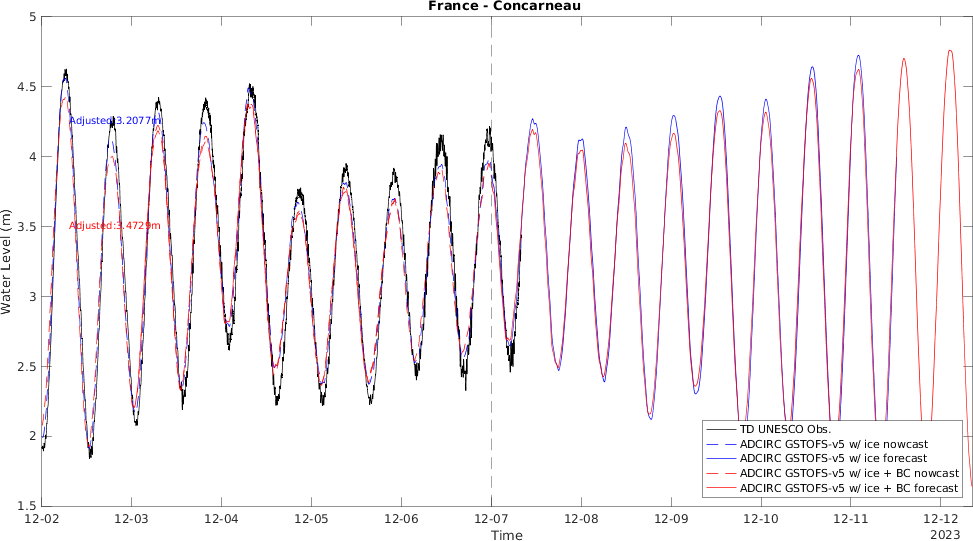 France - Concarneau
5
4.5
4
3.5
3
2.5
2
1.5
Water Level (m)
Adjusted:3.2077m
Adjusted:3.4729m
TD UNESCO Obs.
ADCIRC GSTOFS-v5 w/ ice nowcast
ADCIRC GSTOFS-v5 w/ ice forecast
ADCIRC GSTOFS-v5 w/ ice + BC nowcast
ADCIRC GSTOFS-v5 w/ ice + BC forecast
12-02 12-03 12-04 12-05 12-06 12-07 12-08 12-09 12-10 12-11 12-12
2023
Time